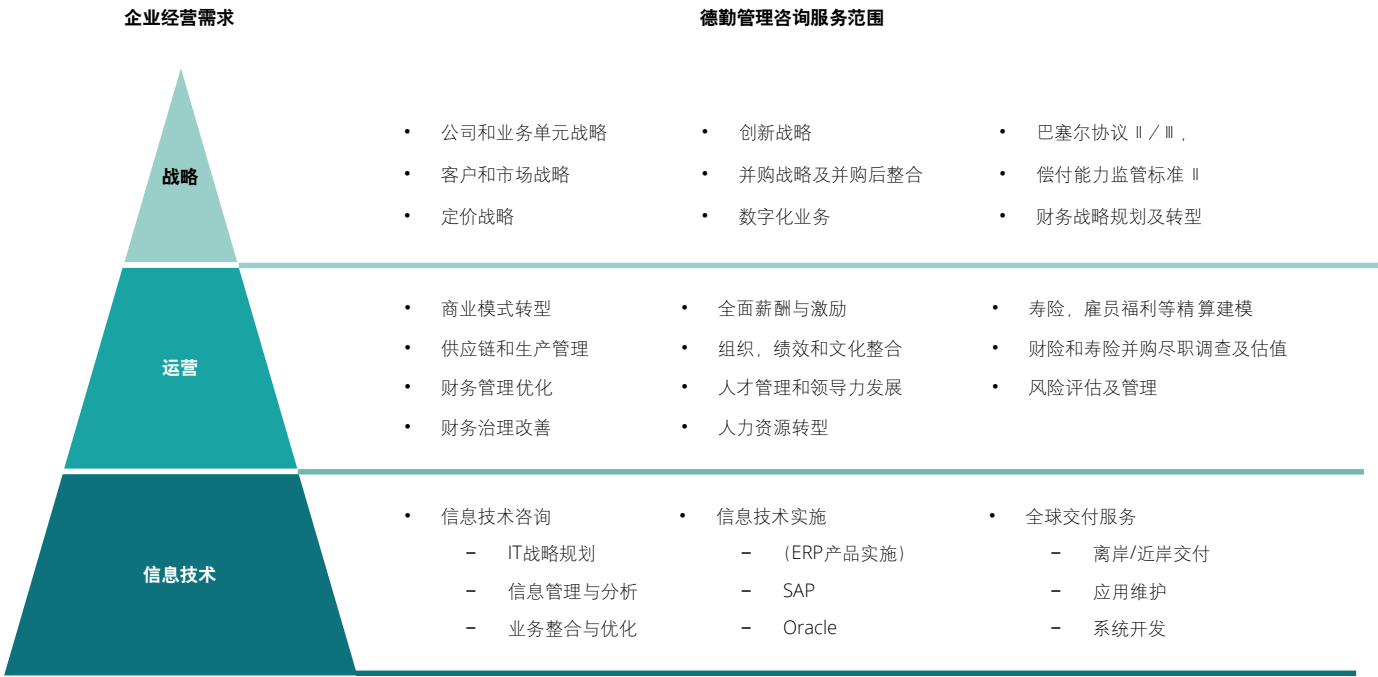 企业经营需求 德勤管理咨询服务范围
战略
• 公司和业务单元战略 • 创新战略 • 巴塞尔协议 Ⅱ / Ⅲ ,
• 客户和市场战略 • 并购战略及并购后整合 • 偿付能力监管标准 Ⅱ
• 定价战略 • 数字化业务 • 财务战略规划及转型
运营
• 商业模式转型 • 全面薪酬与激励 • 寿险, 雇员福利等精算建模
• 供应链和生产管理 • 组织, 绩效和文化整合 • 财险和寿险并购尽职调查及估值
• 财务管理优化 • 人才管理和领导力发展 • 风险评估及管理
• 财务治理改善 • 人力资源转型
信息技术
• 信息技术咨询 • 信息技术实施 • 全球交付服务
– IT战略规划 – (ERP产品实施) – 离岸/近岸交付
– 信息管理与分析 – SAP – 应用维护
– 业务整合与优化 – Oracle – 系统开发